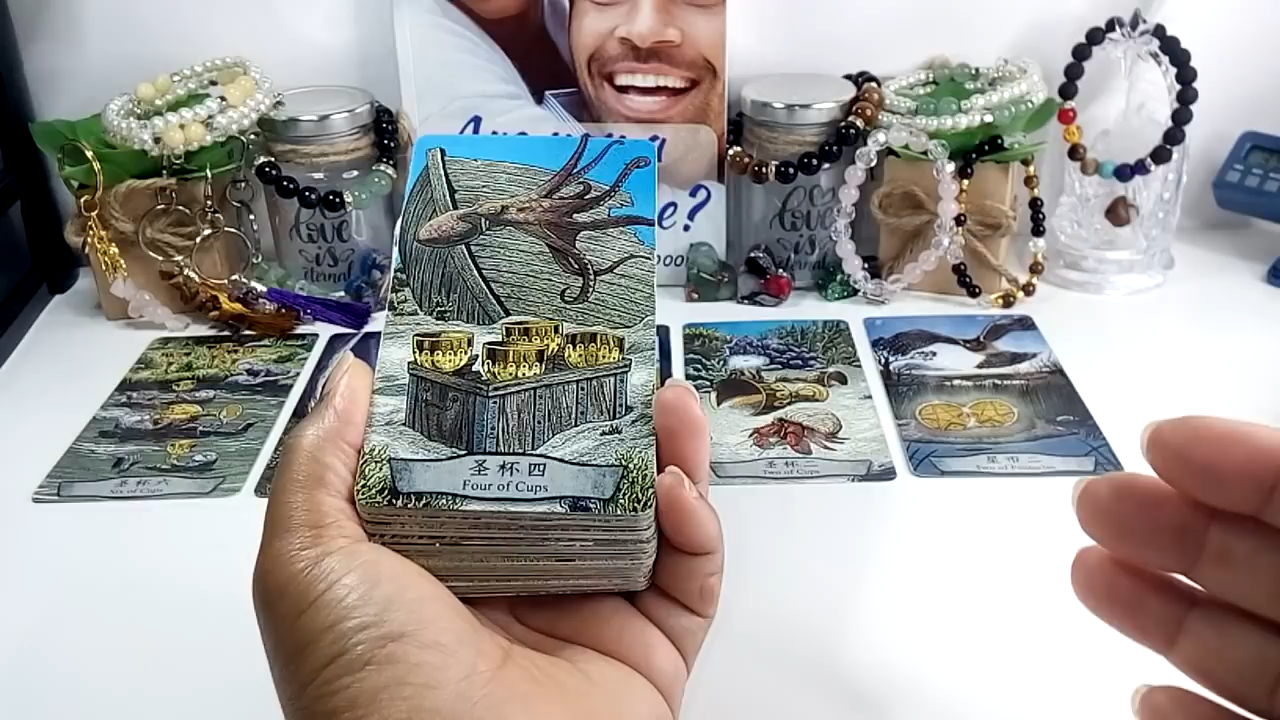 love
is
eternal
e?
love
is
eternal
圣杯四
Four of Cups
圣杯六
Six of Cups
圣杯二
Two of Cups
星币二
Two of Pentacles